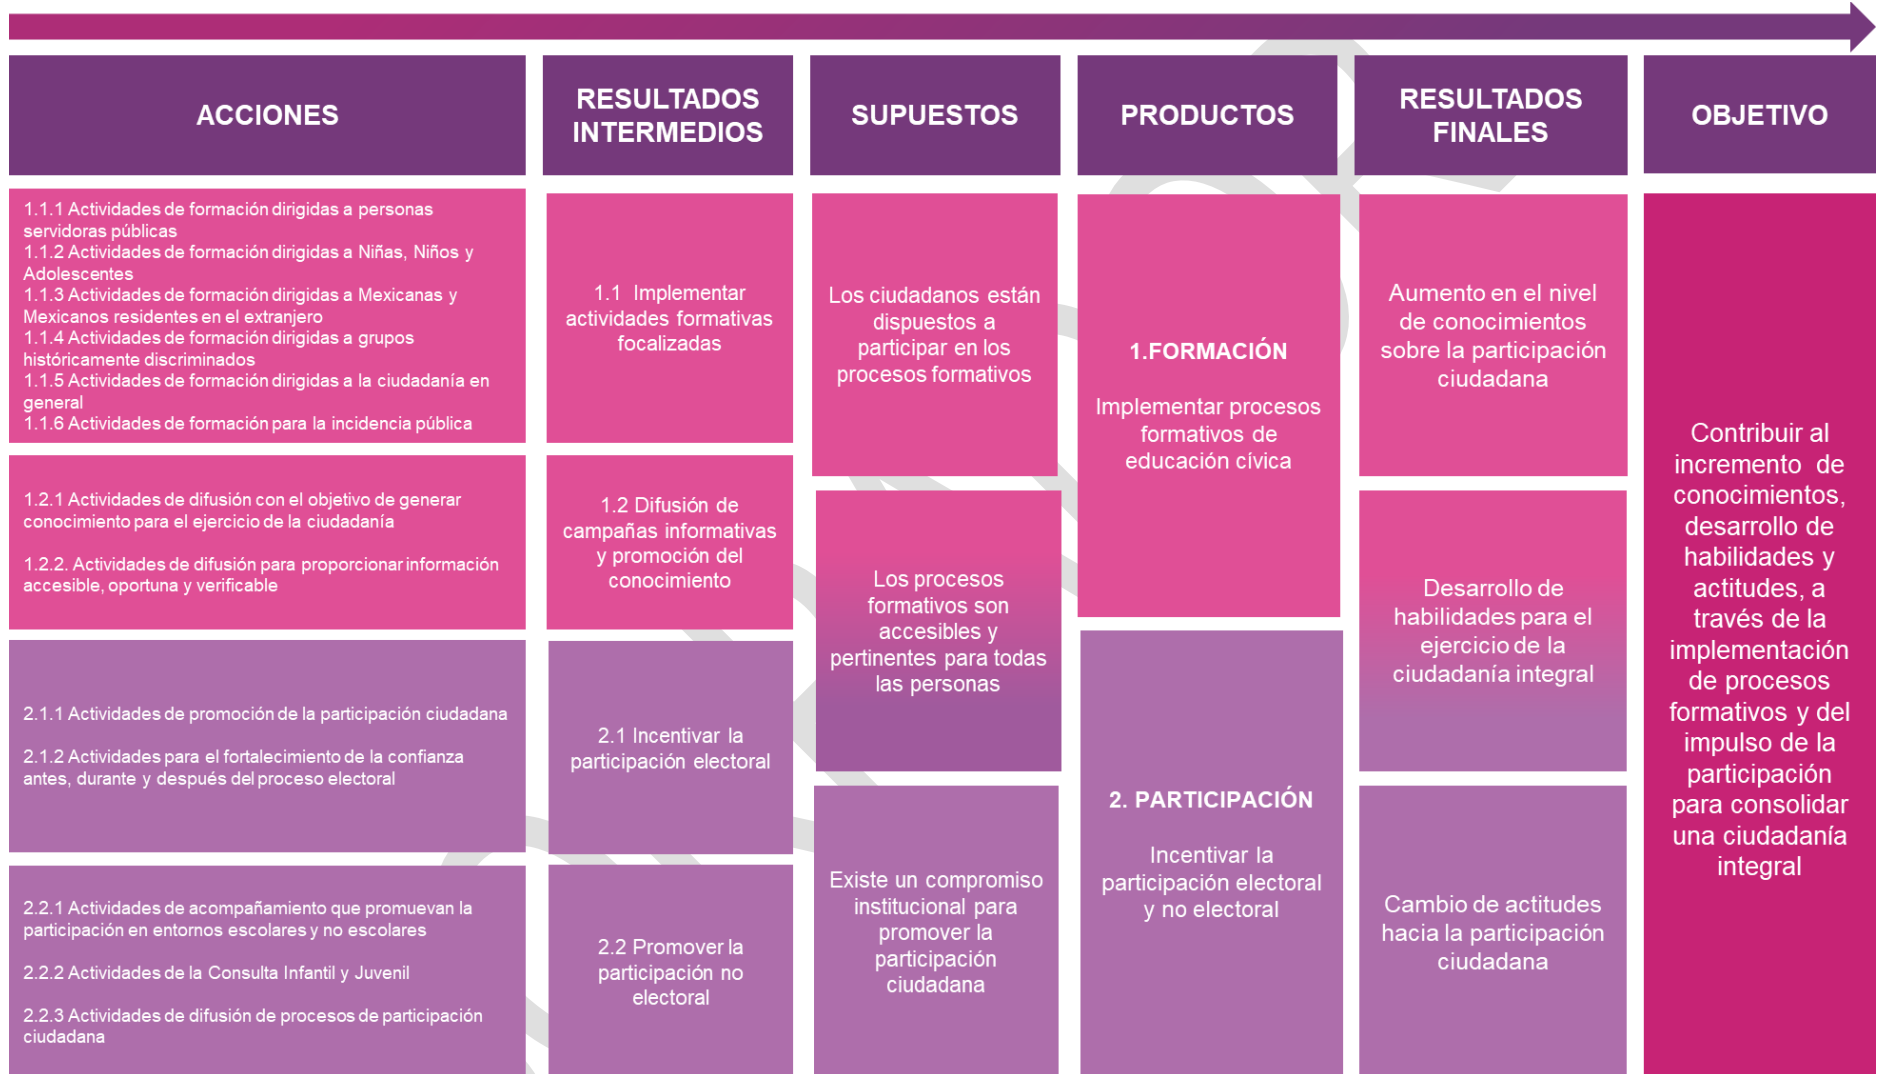 ACCIONES
RESULTADOS
INTERMEDIOS
SUPUESTOS
PRODUCTOS
RESULTADOS
FINALES
OBJETIVO
1.1.1 Actividades de formación dirigidas a personas
servidoras públicas
1.1.2 Actividades de formación dirigidas a Niñas, Niños y
Adolescentes
1.1.3 Actividades de formación dirigidas a Mexicanas y
Mexicanos residentes en el extranjero
1.1.4 Actividades de formación dirigidas a grupos
históricamente discriminados
1.1.5 Actividades de formación dirigidas a la ciudadanía en
general
1.1.6 Actividades de formación para la incidencia pública
1.2.1 Actividades de difusión con el objetivo de generar
conocimiento para el ejercicio de la ciudadanía
1.2.2. Actividades de difusión para proporcionar información
accesible, oportuna y verificable
2.1.1 Actividades de promoción de la participación ciudadana
2.1.2 Actividades para el fortalecimiento de la confianza
antes, durante y después del proceso electoral
2.2.1 Actividades de acompañamiento que promuevan la
participación en entornos escolares y no escolares
2.2.2 Actividades de la Consulta Infantil y Juvenil
2.2.3 Actividades de difusión de procesos de participación
ciudadana
1.1 Implementar
actividades formativas
focalizadas
1.2 Difusión de
campañas informativas
y promoción del
conocimiento
2.1 Incentivar la
participación electoral
2.2 Promover la
participación no
electoral
Los ciudadanos están
dispuestos a
participar en los
procesos formativos
Los procesos
formativos son
accesibles y
pertinentes para todas
las personas
Existe un compromiso
institucional para
promover la
participación
ciudadana
1.FORMACIÓN
Implementar procesos
formativos de
educación cívica
2. PARTICIPACIÓN
Incentivar la
participación electoral
y no electoral
Aumento en el nivel
de conocimientos
sobre la participación
ciudadana
Desarrollo de
habilidades para el
ejercicio de la
ciudadanía integral
Cambio de actitudes
hacia la participación
ciudadana
Contribuir al
incremento de
conocimientos,
desarrollo de
habilidades y
actitudes, a
través de la
implementación
de procesos
formativos y del
impulso de la
participación
para consolidar
una ciudadanía
integral